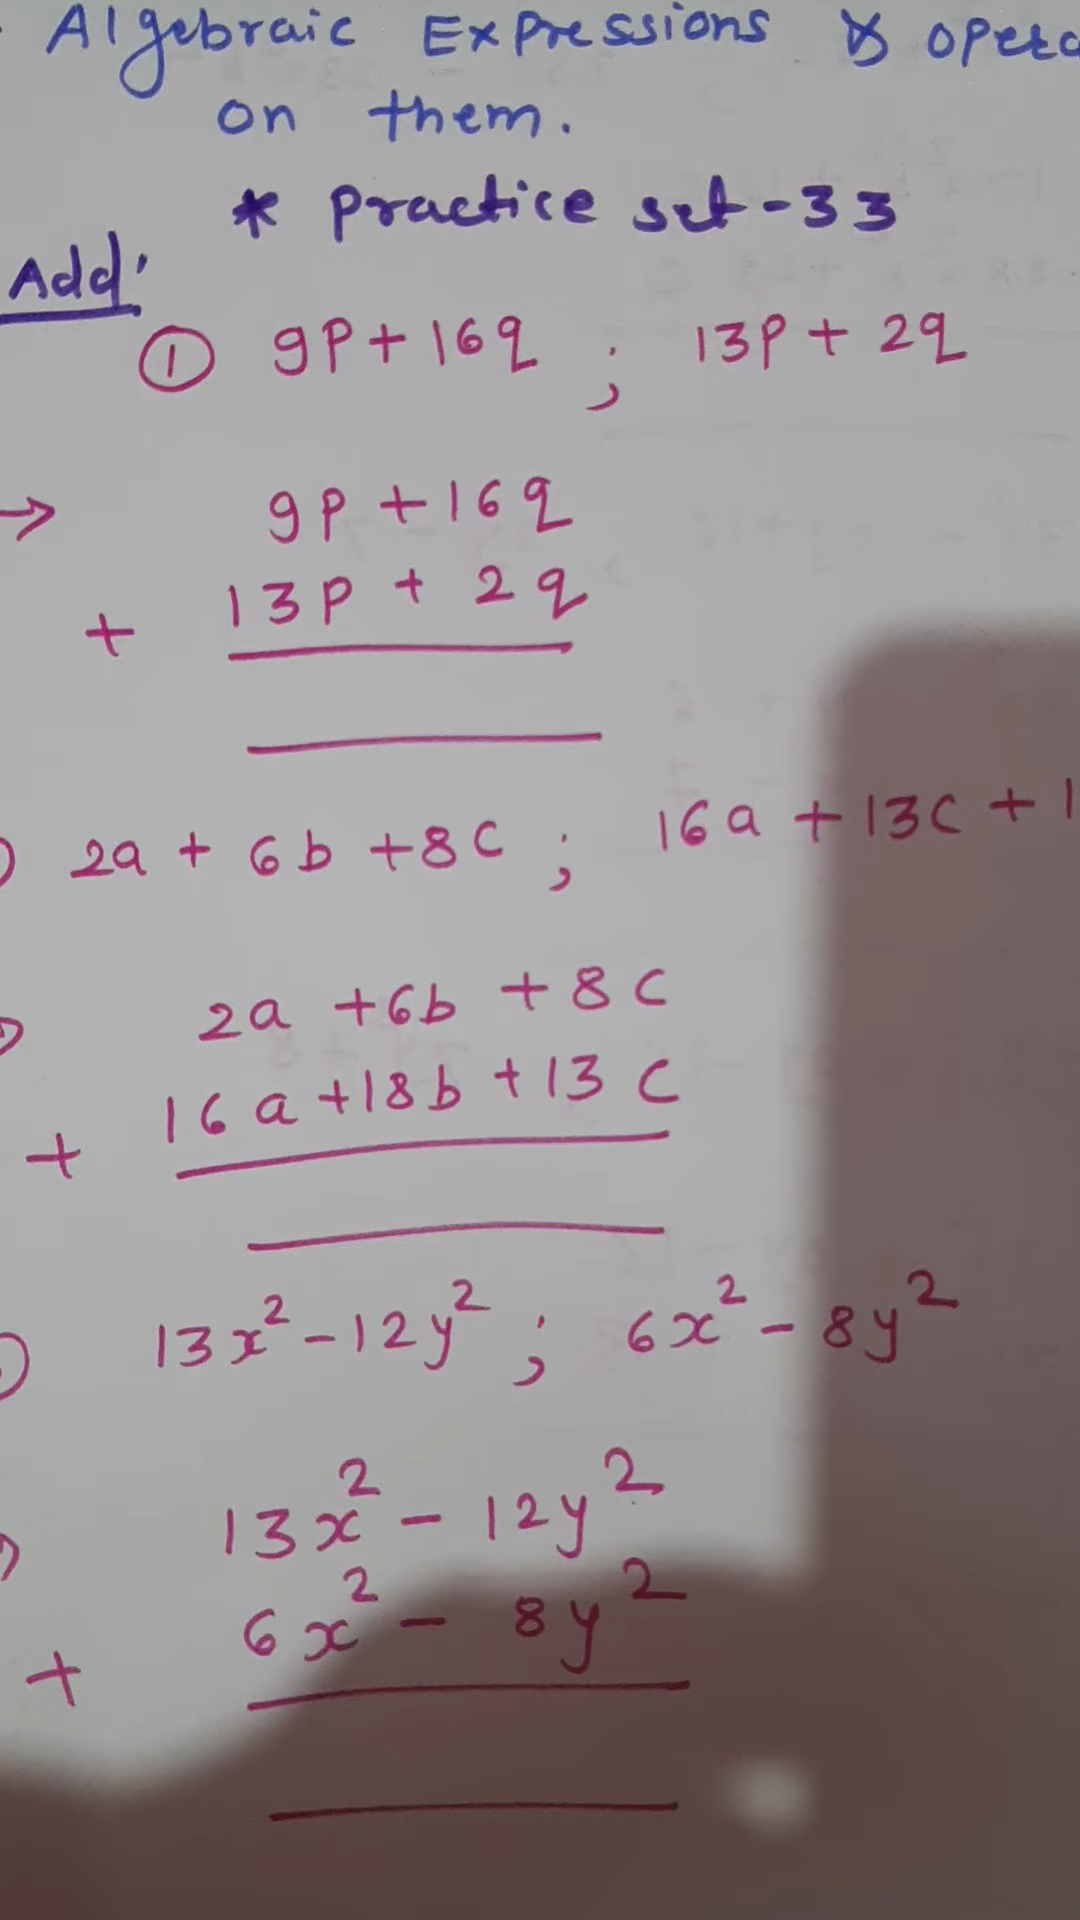 Algebraic Expressions &
on them.
* practice set-33
Add:
① 9p + 16q ; 13p + 2q
→ 9p + 16q
+ 13p + 2q
2a + 6b + 8c ; 16a + 13c + 1
2a + 6b + 8c
+ 16a + 18b + 13c
13x² - 12y² ; 6x² - 8y²
13x² - 12y²
+ 6x² - 8y²